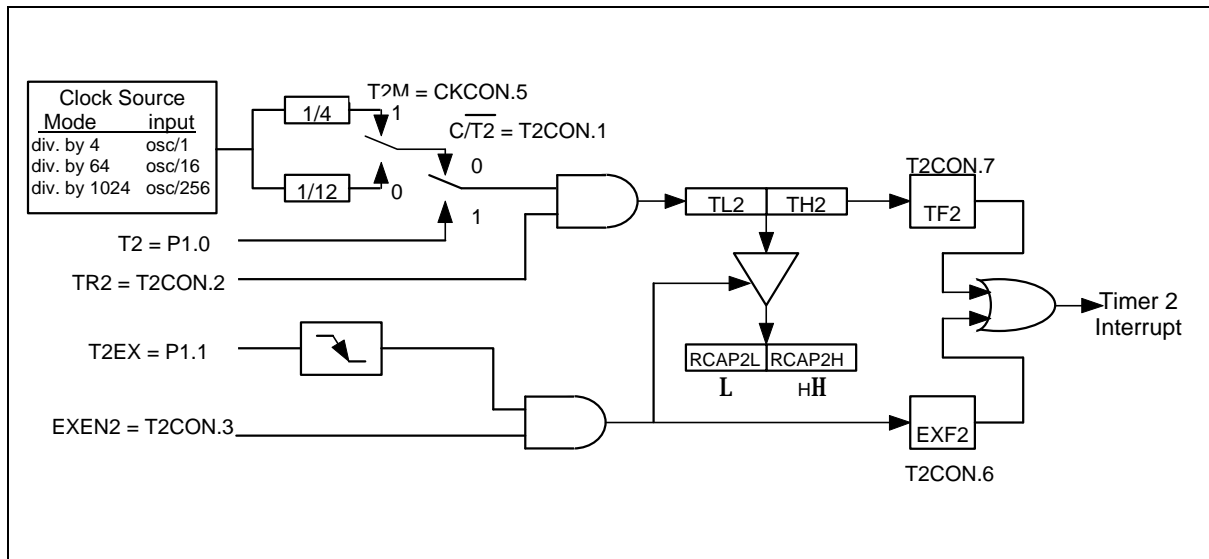 T2M = CKCON.5
Clock Source
Mode input
div. by 4 osc/1
div. by 64 osc/16
div. by 1024 osc/256
1/4
1
1/12
0
C/T2 = T2CON.1
0
1
T2 = P1.0
TR2 = T2CON.2
TL2 TH2
T2CON.7
TF2
Timer 2
Interrupt
T2EX = P1.1
RCAP2L RCAP2H
L HH
EXEN2 = T2CON.3
EXF2
T2CON.6